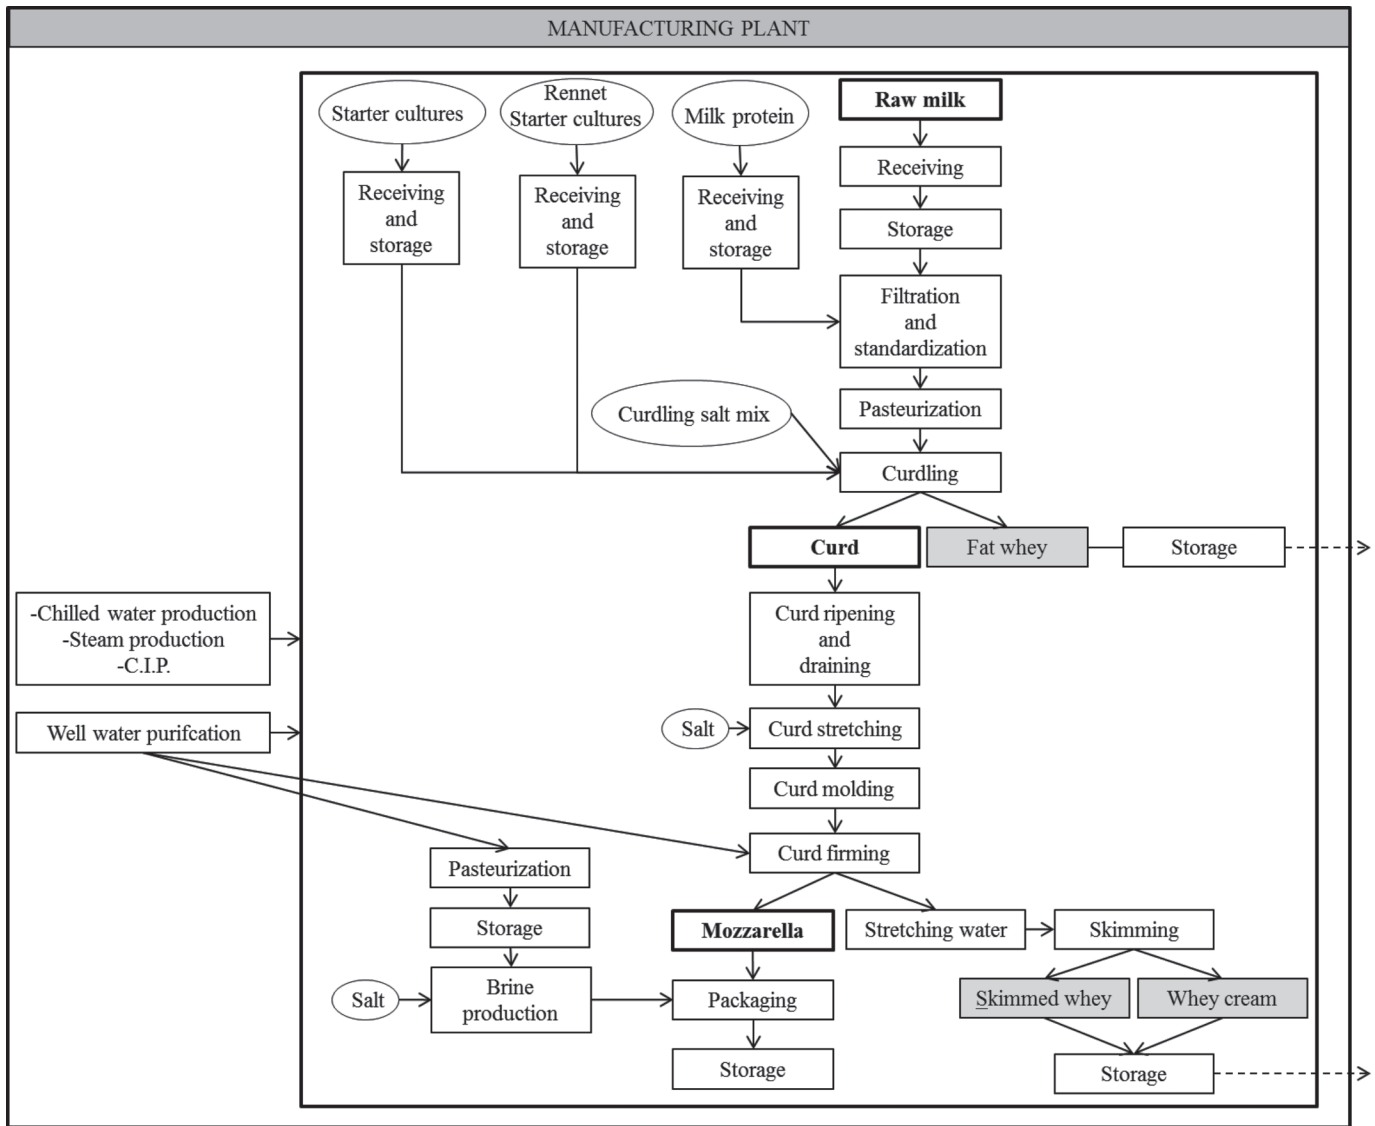 MANUFACTURING PLANT
Starter cultures
Rennet
Starter cultures
Milk protein
Raw milk
Receiving
and
storage
Receiving
and
storage
Receiving
and
storage
Receiving
Storage
Filtration
and
standardization
Curdling salt mix
Pasteurization
Curdling
Curd
Fat whey
Storage
-Chilled water production
-Steam production
-C.I.P.
Curd ripening
and
draining
Well water purifcation
Salt
Curd stretching
Curd molding
Curd firming
Pasteurization
Storage
Salt
Brine
production
Mozzarella
Stretching water
Skimming
Packaging
Skimmed whey
Whey cream
Storage
Storage